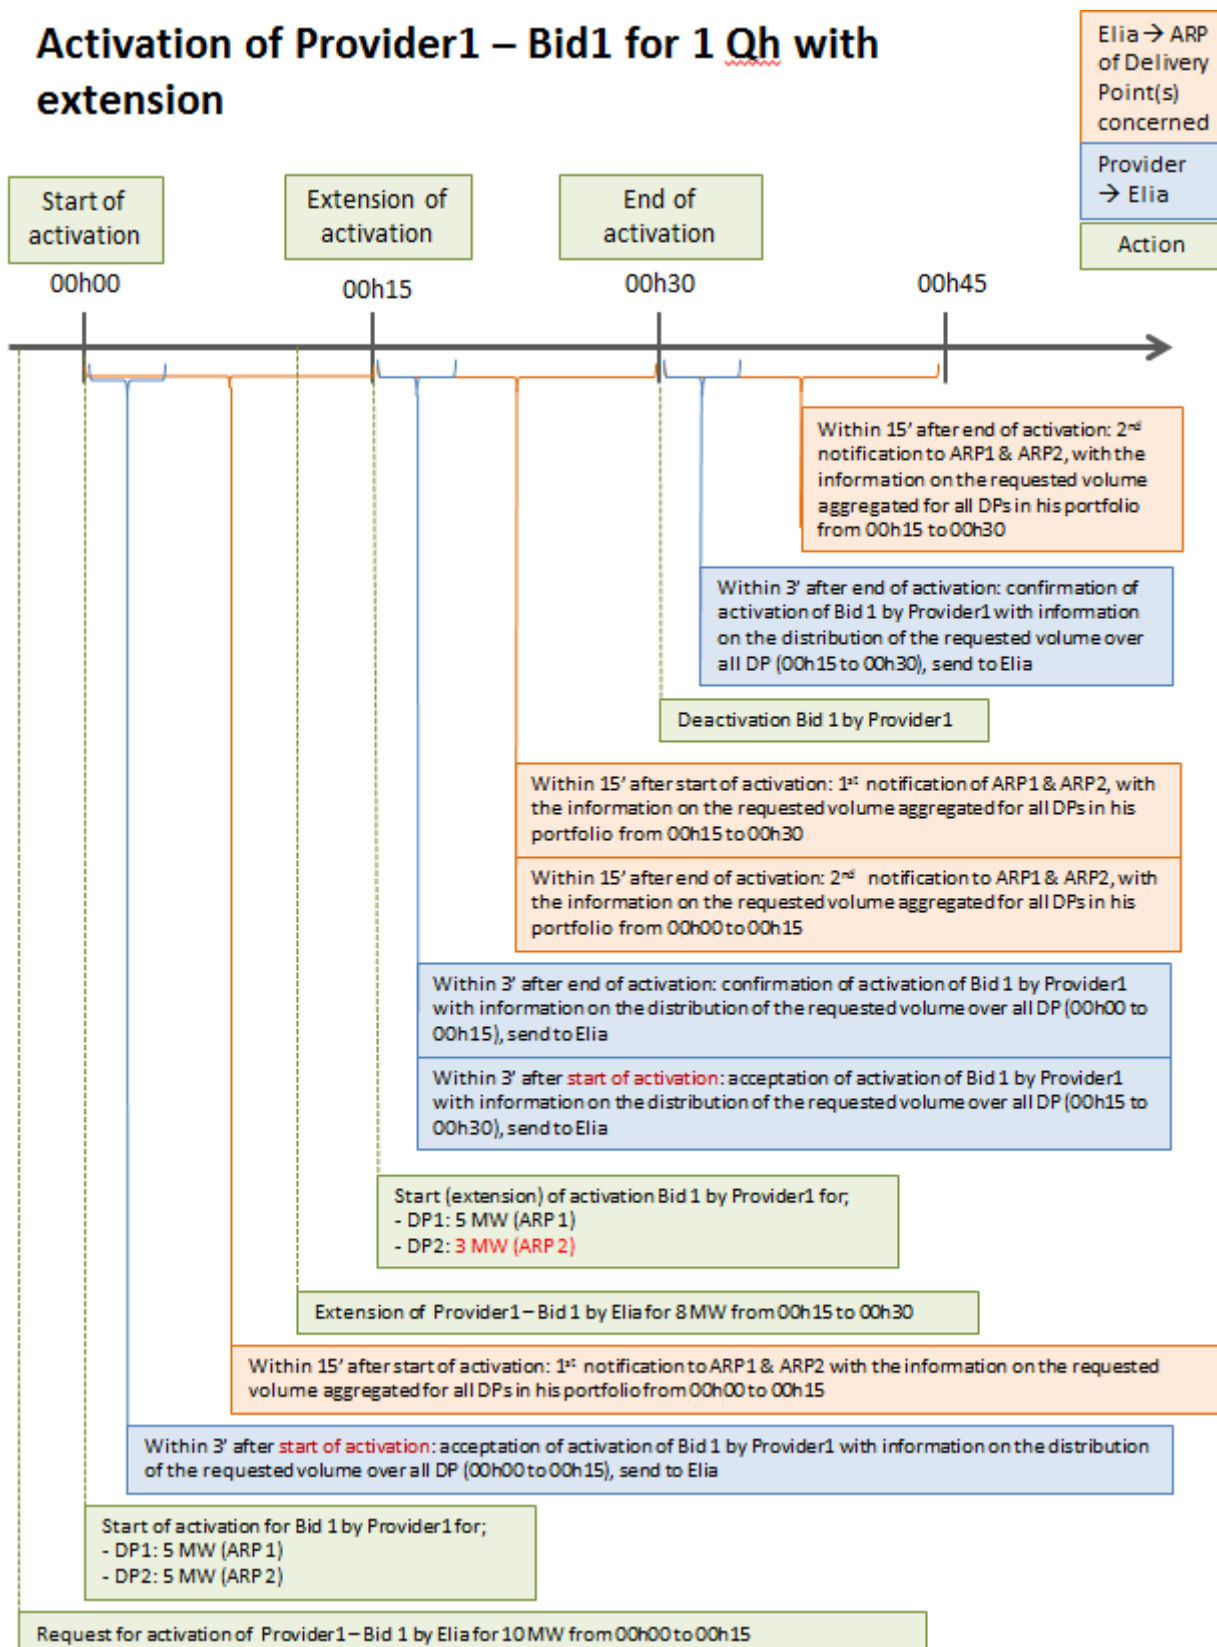 Activation of Provider1 – Bid1 for 1 Qh with
extension
Elia → ARP
of Delivery
Point(s)
concerned
Provider
→ Elia
Action
Start of
activation
Extension of
activation
End of
activation
00h00
00h15
00h30
00h45
Within 15' after end of activation: 2nd
notification to ARP1 & ARP2, with the
information on the requested volume
aggregated for all DPs in his portfolio
from 00h15 to 00h30
Within 3' after end of activation: confirmation of
activation of Bid 1 by Provider1 with information
on the distribution of the requested volume over
all DP (00h15 to 00h30), send to Elia
Deactivation Bid 1 by Provider1
Within 15' after start of activation: 1st notification of ARP1 & ARP2, with
the information on the requested volume aggregated for all DPs in his
portfolio from 00h15 to 00h30
Within 15' after end of activation: 2nd notification to ARP1 & ARP2, with
the information on the requested volume aggregated for all DPs in his
portfolio from 00h00 to 00h15
Within 3' after end of activation: confirmation of activation of Bid 1 by Provider1
with information on the distribution of the requested volume over all DP (00h00 to
00h15), send to Elia
Within 3' after start of activation: acceptation of activation of Bid 1 by Provider1
with information on the distribution of the requested volume over all DP (00h15 to
00h30), send to Elia
Start (extension) of activation Bid 1 by Provider1 for;
- DP1: 5 MW (ARP 1)
- DP2: 3 MW (ARP 2)
Extension of Provider1 – Bid 1 by Elia for 8 MW from 00h15 to 00h30
Within 15' after start of activation: 1st notification to ARP1 & ARP2 with the information on the requested
volume aggregated for all DPs in his portfolio from 00h00 to 00h15
Within 3' after start of activation: acceptation of activation of Bid 1 by Provider1 with information on the distribution
of the requested volume over all DP (00h00 to 00h15), send to Elia
Start of activation for Bid 1 by Provider1 for;
- DP1: 5 MW (ARP 1)
- DP2: 5 MW (ARP 2)
Request for activation of Provider1 – Bid 1 by Elia for 10 MW from 00h00 to 00h15